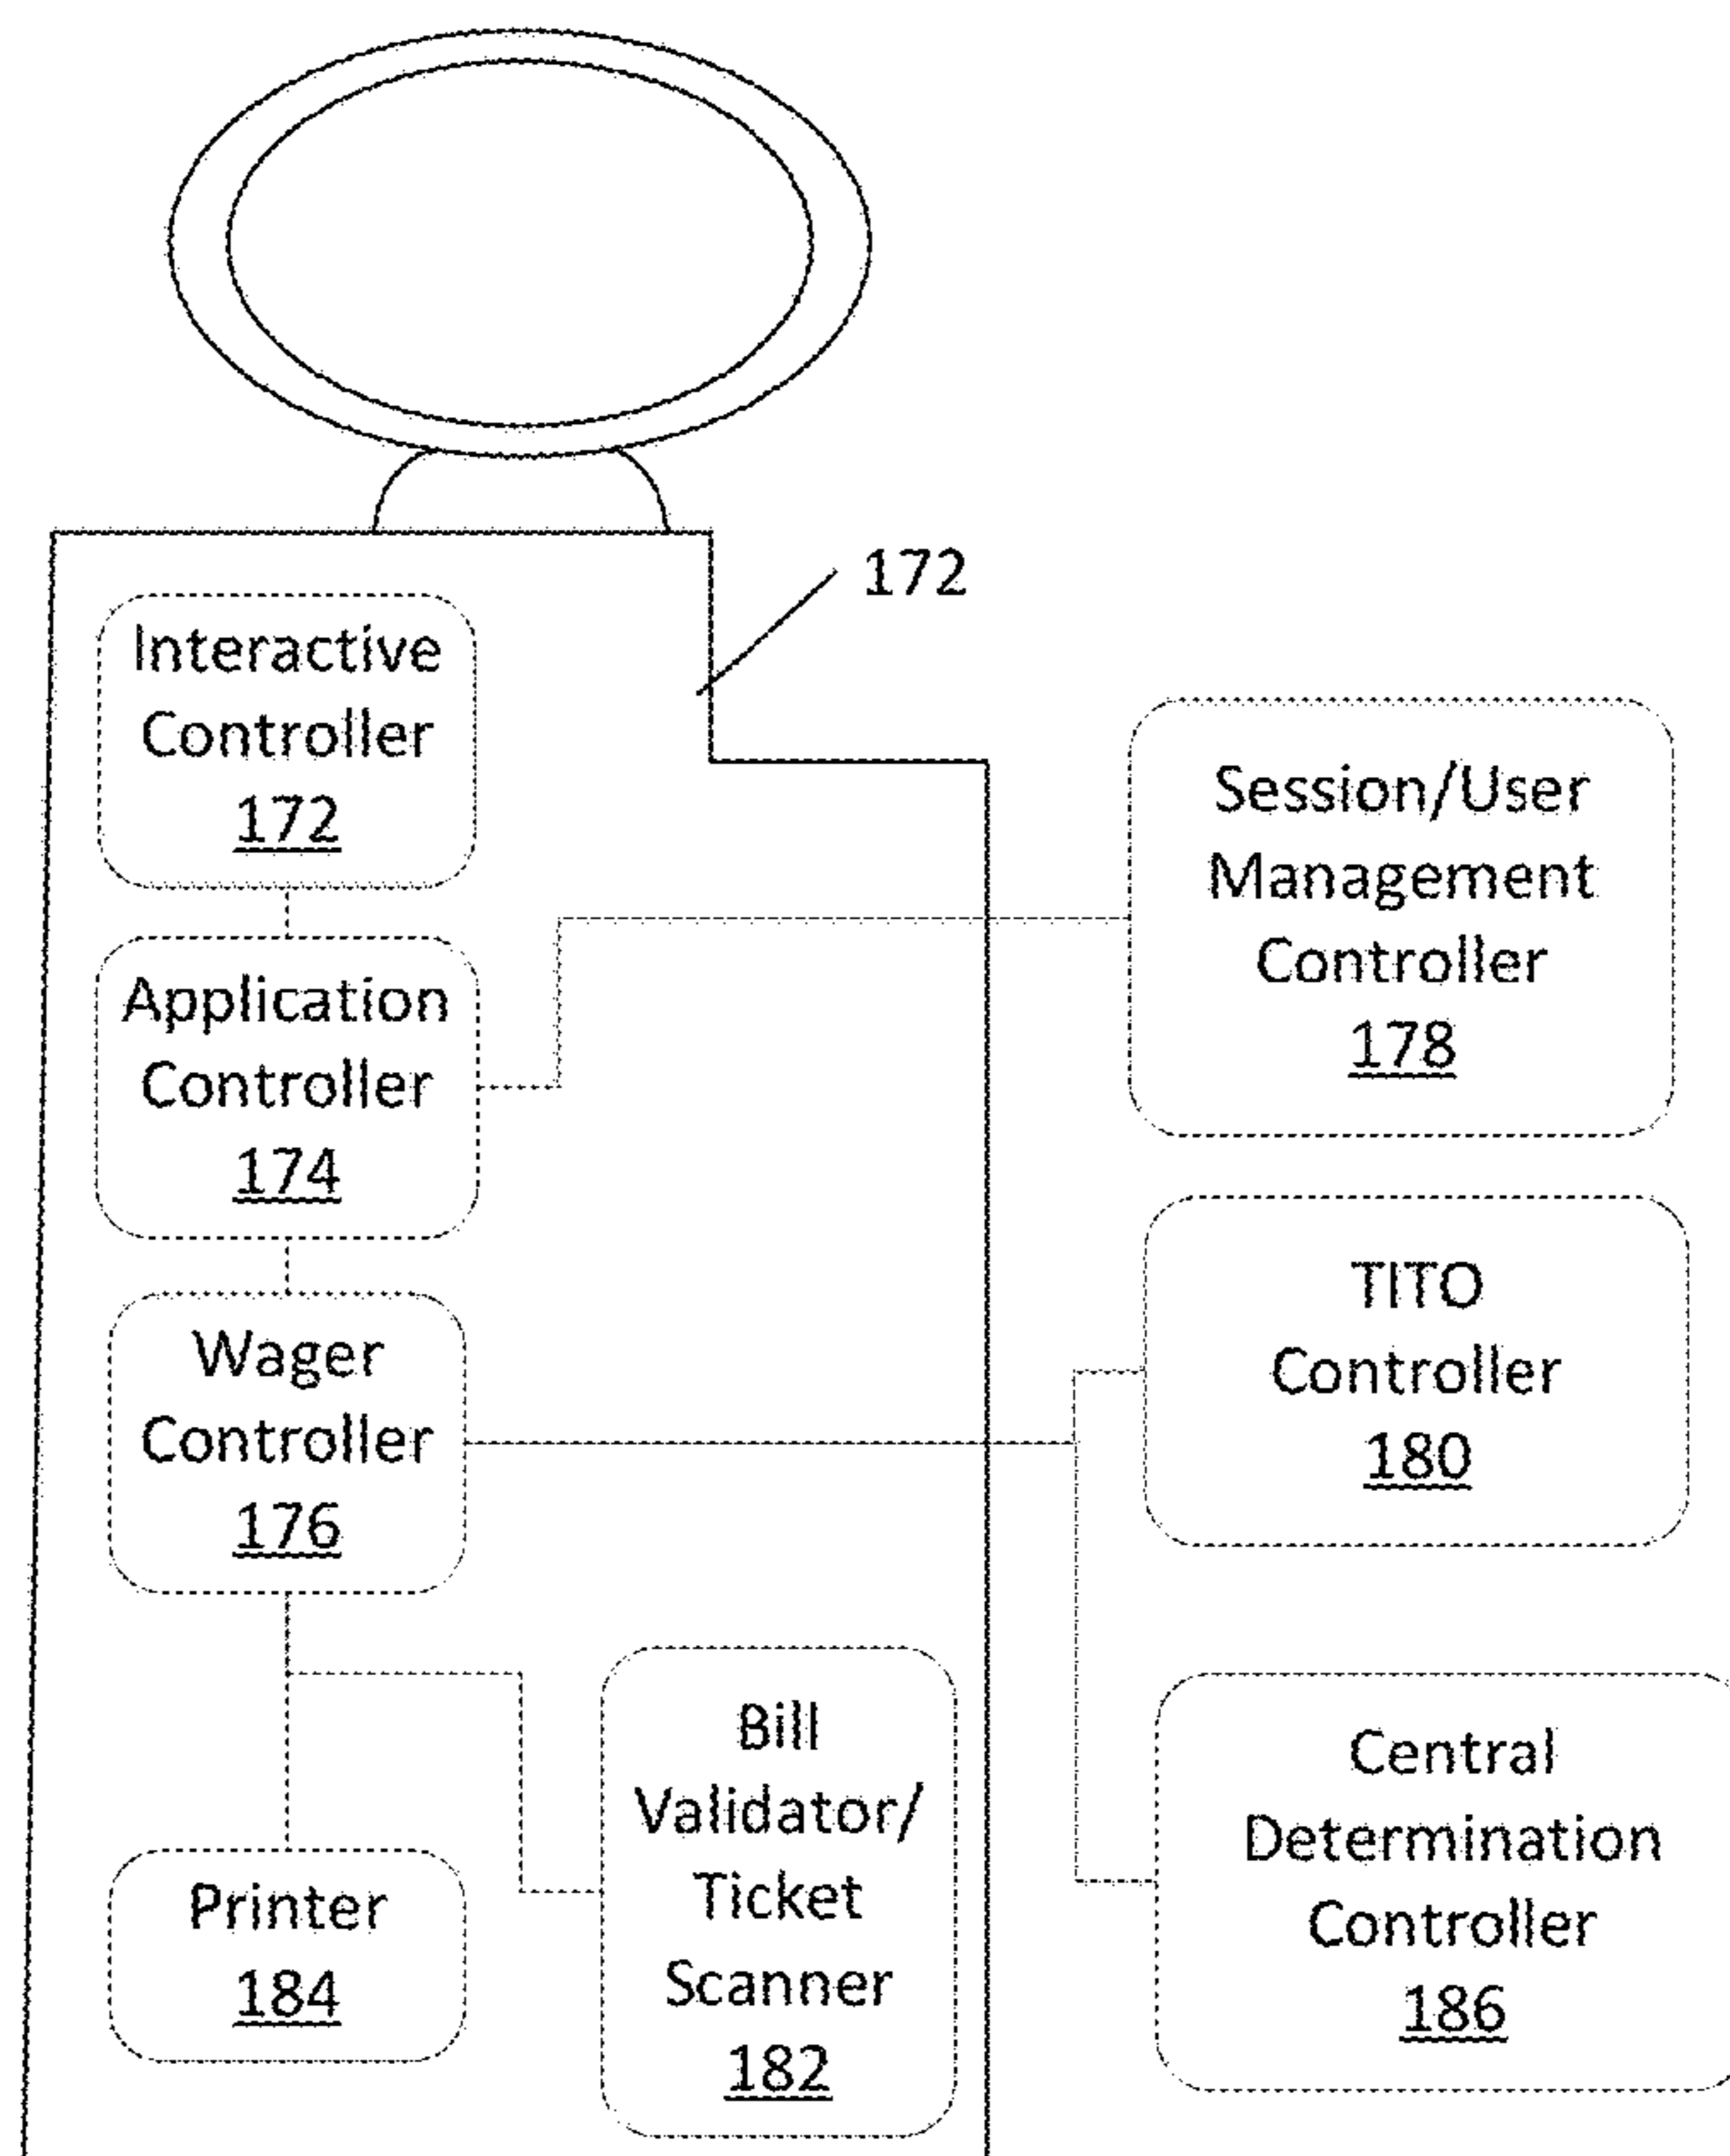 172
Interactive
Controller
172
Application
Controller
174
Wager
Controller
176
Printer
184
Bill
Validator/
Ticket
Scanner
182
Session/User
Management
Controller
178
TITO
Controller
180
Central
Determination
Controller
186